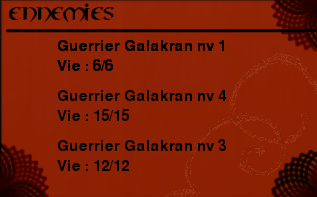 ENNEMIES
Guerrier Galakran nv 1
Vie : 6/6
Guerrier Galakran nv 4
Vie : 15/15
Guerrier Galakran nv 3
Vie : 12/12